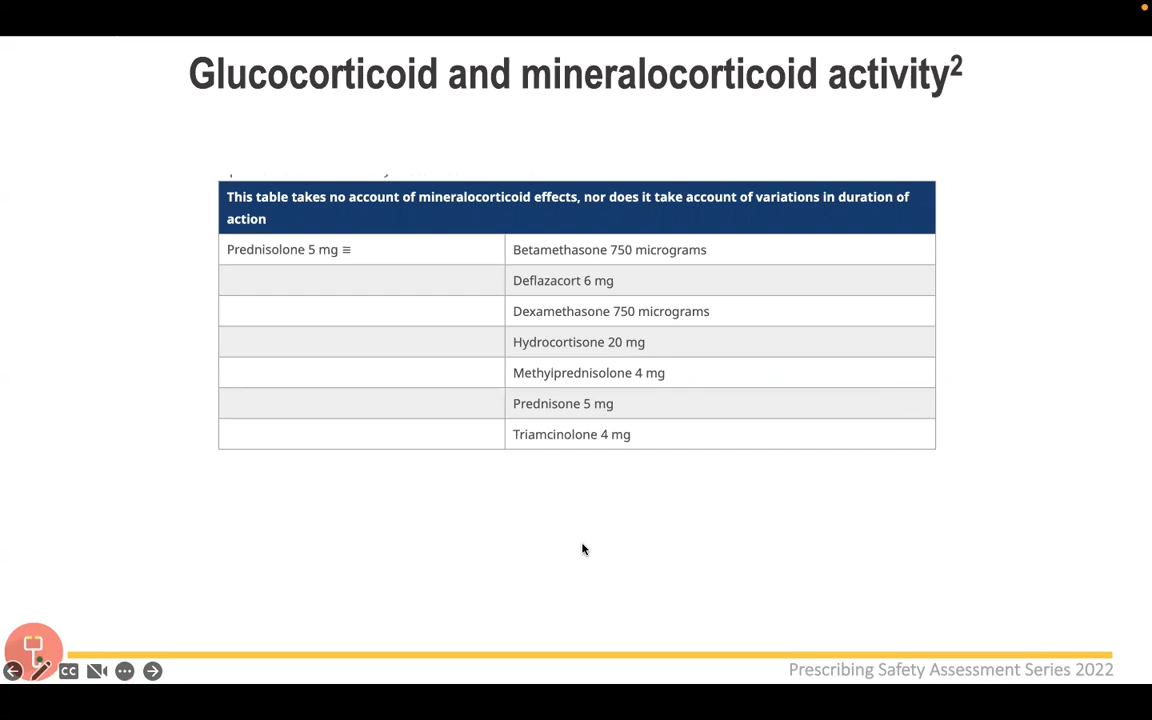 Glucocorticoid and mineralocorticoid activity²
This table takes no account of mineralocorticoid effects, nor does it take account of variations in duration of
action
Prednisolone 5 mg ≡ Betamethasone 750 micrograms
Deflazacort 6 mg
Dexamethasone 750 micrograms
Hydrocortisone 20 mg
Methylprednisolone 4 mg
Prednisone 5 mg
Triamcinolone 4 mg
CC
Prescribing Safety Assessment Series 2022